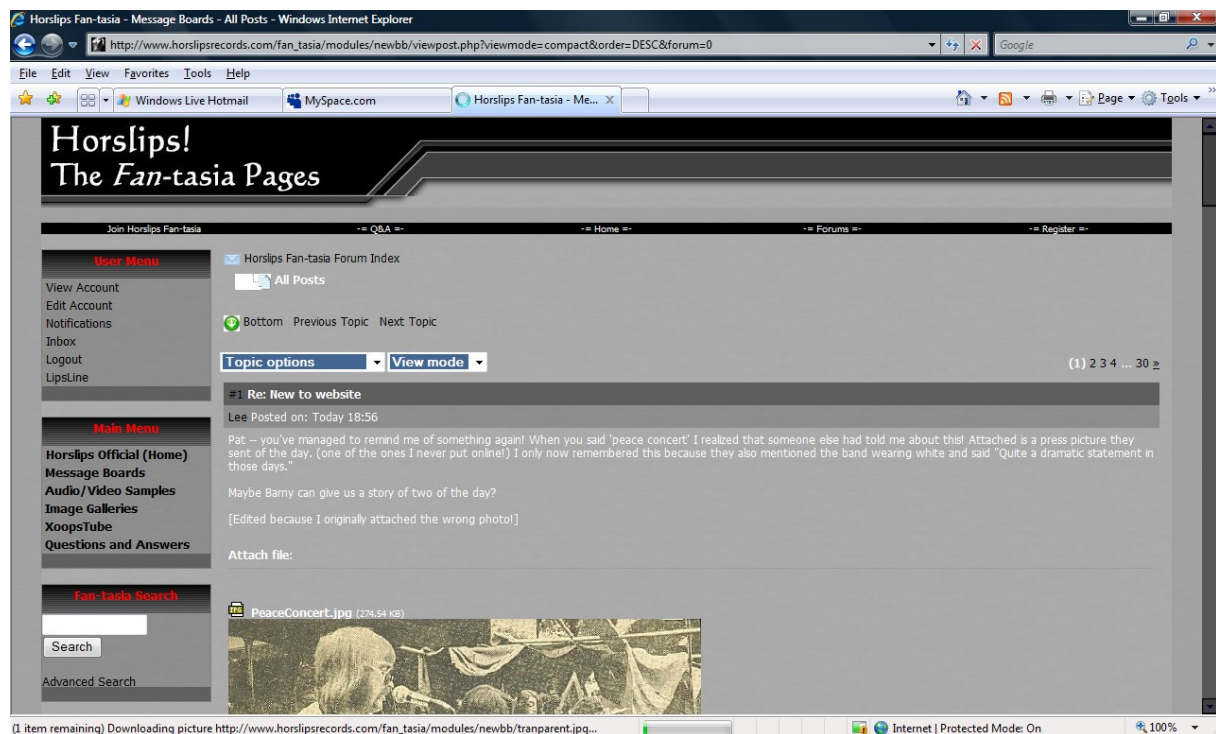 Horslips Fan-tasia - Message Boards - All Posts - Windows Internet Explorer
http://www.horslipsrecords.com/fan_tasia/modules/newbb/viewpost.php?viewmode=compact&order=DESC&forum=0
Google
File Edit View Favorites Tools Help
Windows Live Hotmail MySpace.com Horslips Fan-tasia - Me... Page Tools
Horslips!
The Fan-tasia Pages
Join Horslips Fan-tasia -= Q&A =- -= Home =- -= Forums =- -= Register =-
User Menu
View Account
Edit Account
Notifications
Inbox
Logout
LipsLine
Main Menu
Horslips Official (Home)
Message Boards
Audio/Video Samples
Image Galleries
XoopsTube
Questions and Answers
Fan-tasia Search
Search
Advanced Search
Horslips Fan-tasia Forum Index
All Posts
Bottom Previous Topic Next Topic
Topic options View mode (1) 2 3 4 ... 30 »
#1 Re: New to website
Lee Posted on: Today 18:56
Pat -- you've managed to remind me of something again! When you said 'peace concert' I realized that someone else had told me about this! Attached is a press picture they
sent of the day. (one of the ones I never put online!) I only now remembered this because they also mentioned the band wearing white and said "Quite a dramatic statement in
those days."
Maybe Barny can give us a story of two of the day?
[Edited because I originally attached the wrong photo!]
Attach file:
JPG PeaceConcert.jpg (274.54 KB)
(1 item remaining) Downloading picture http://www.horslipsrecords.com/fan_tasia/modules/newbb/tranparent.jpg... Internet | Protected Mode: On 100%